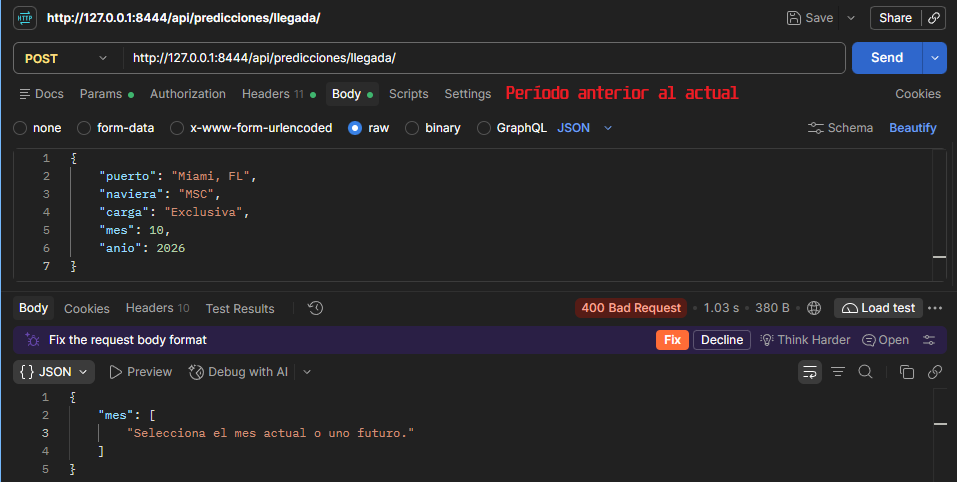 HTTP http://127.0.0.1:8444/api/predicciones/llegada/ Save Share
POST http://127.0.0.1:8444/api/predicciones/llegada/ Send
Docs Params Authorization Headers 11 Body Scripts Settings Período anterior al actual Cookies
none form-data x-www-form-urlencoded raw binary GraphQL JSON Schema Beautify
1 {
2 "puerto": "Miami, FL",
3 "naviera": "MSC",
4 "carga": "Exclusiva",
5 "mes": 10,
6 "anio": 2026
7 }
Body Cookies Headers 10 Test Results 400 Bad Request • 1.03 s • 380 B • Load test
Fix the request body format Fix Decline Think Harder Open
{} JSON Preview Debug with AI
1 {
2 "mes": [
3 "Selecciona el mes actual o uno futuro."
4 ]
5 }